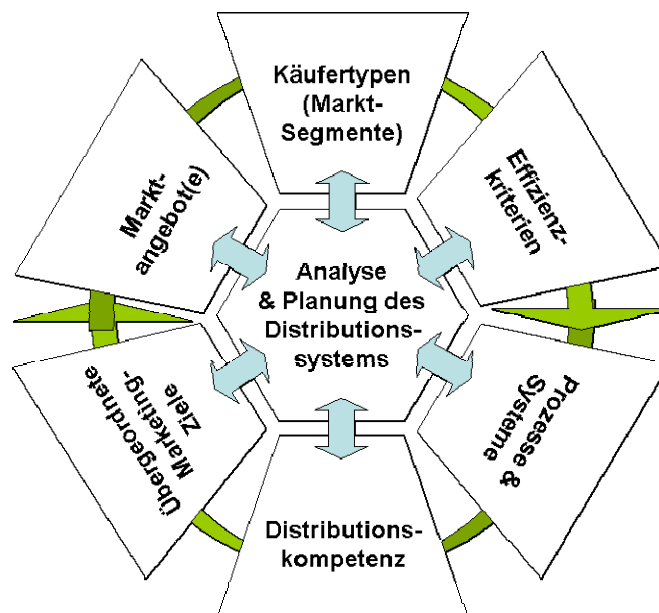 Käufertypen
(Markt-
Segmente)
Effizienz-
kriterien
Prozesse &
Systeme
Distributions-
kompetenz
Übergeordnete
Marketing-
Ziele
Markt-
angebot(e)
Analyse
& Planung des
Distributions-
systems